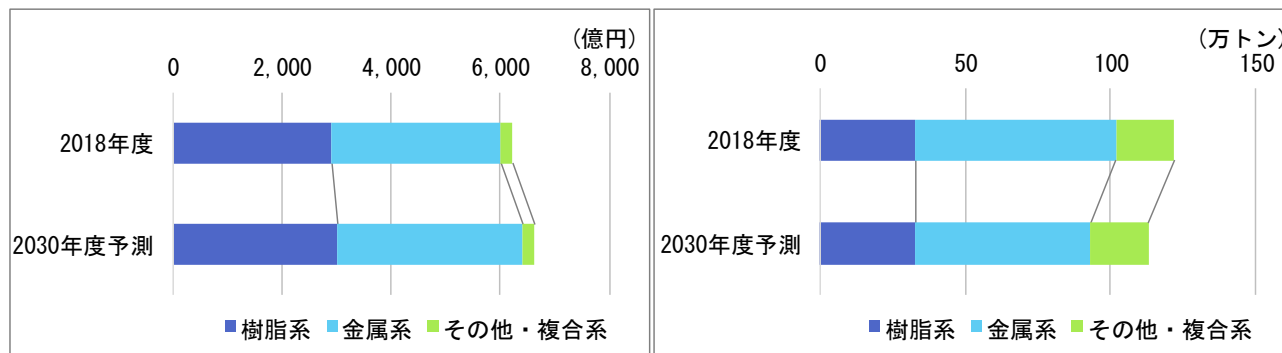 (億円)
0 2,000 4,000 6,000 8,000
2018年度
2030年度予測
樹脂系 金属系 その他・複合系
(万トン)
0 50 100 150
2018年度
2030年度予測
樹脂系 金属系 その他・複合系